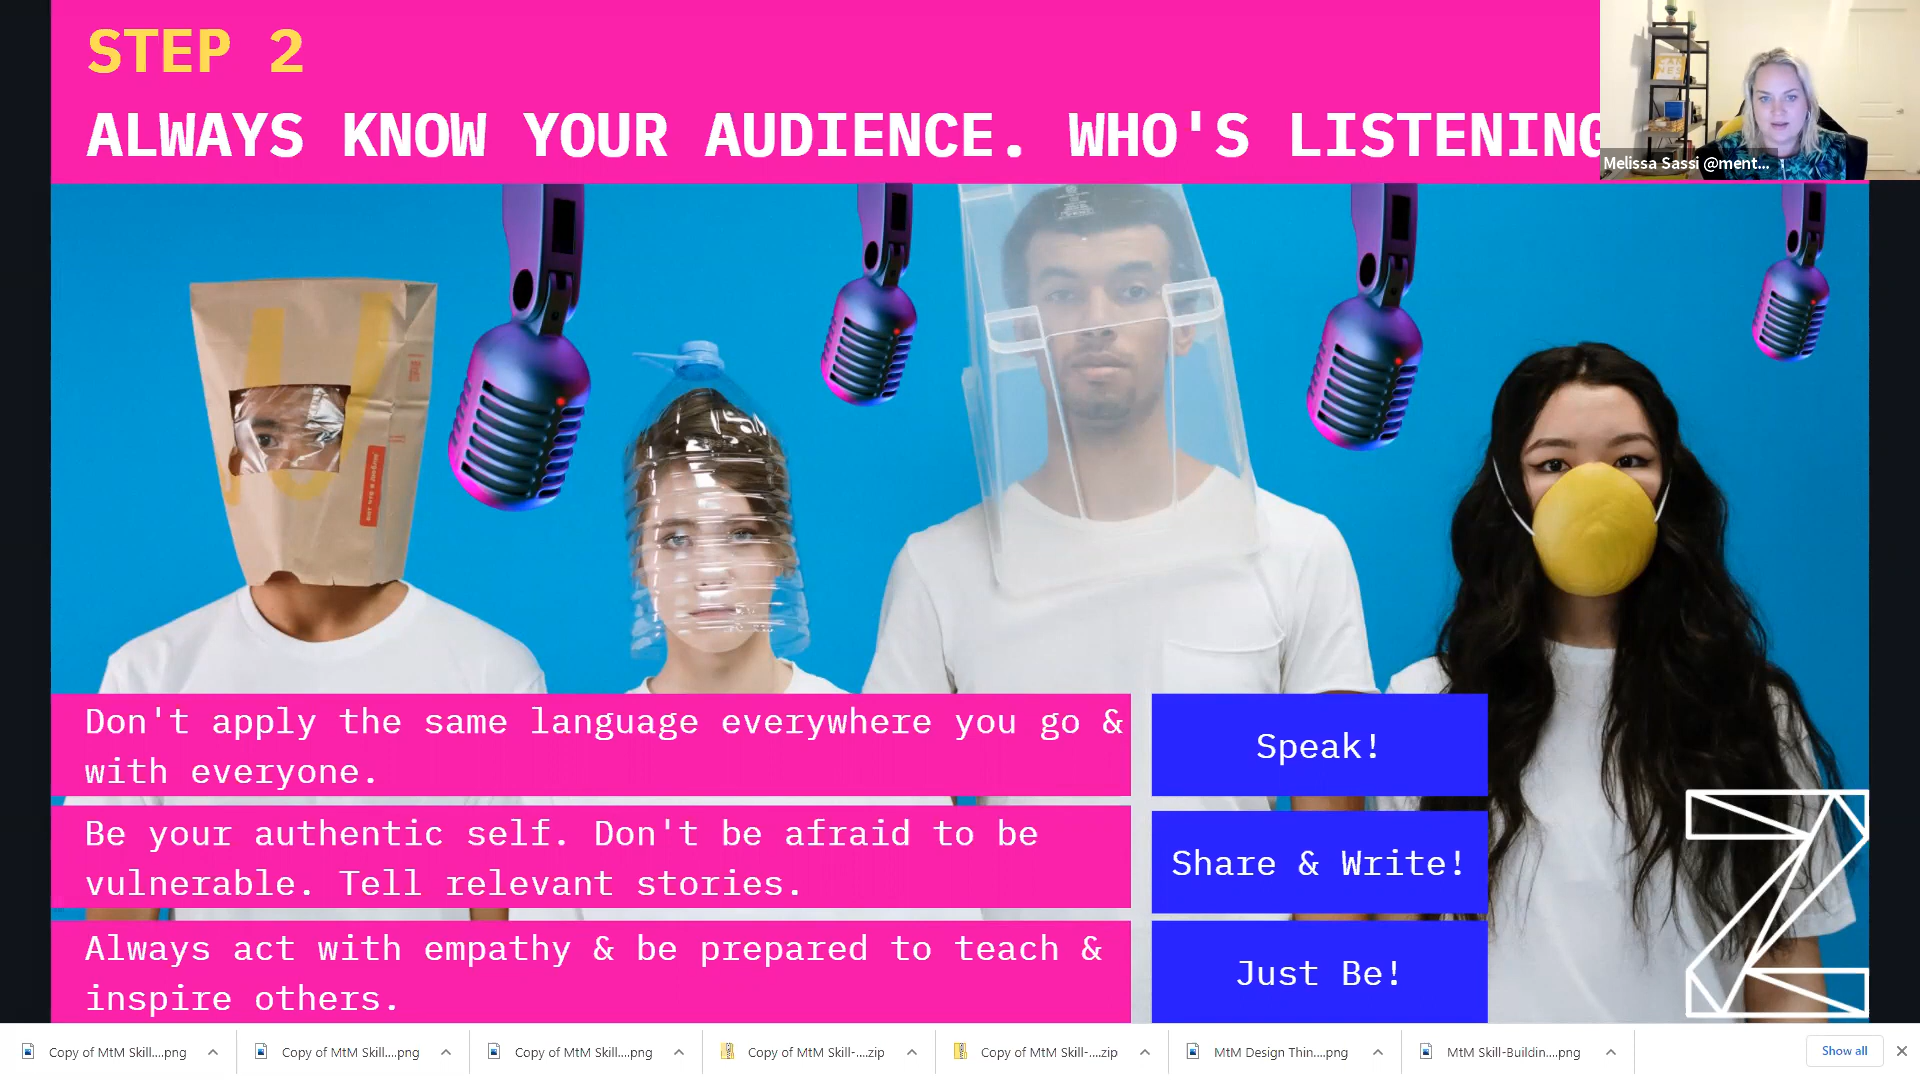 STEP 2
ALWAYS KNOW YOUR AUDIENCE. WHO'S LISTENING
Melissa Sassi @ment...
Don't apply the same language everywhere you go &
with everyone.
Speak!
Be your authentic self. Don't be afraid to be
vulnerable. Tell relevant stories.
Share & Write!
Always act with empathy & be prepared to teach &
inspire others.
Just Be!
Copy of MtM Skill....png
Copy of MtM Skill....png
Copy of MtM Skill....png
Copy of MtM Skill-....zip
Copy of MtM Skill-....zip
MtM Design Thin....png
MtM Skill-Buildin....png
Show all